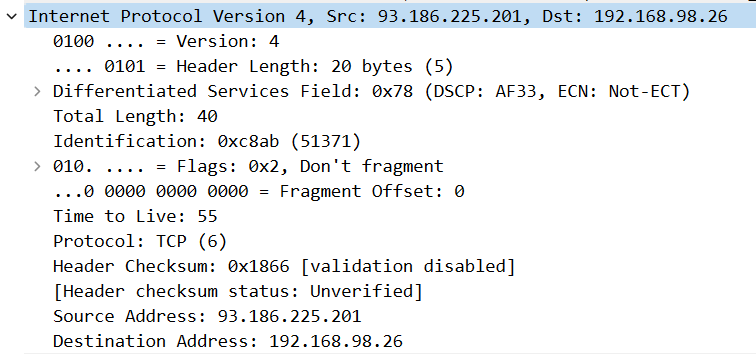 Internet Protocol Version 4, Src: 93.186.225.201, Dst: 192.168.98.26
0100 .... = Version: 4
.... 0101 = Header Length: 20 bytes (5)
Differentiated Services Field: 0x78 (DSCP: AF33, ECN: Not-ECT)
Total Length: 40
Identification: 0xc8ab (51371)
010. .... = Flags: 0x2, Don't fragment
...0 0000 0000 0000 = Fragment Offset: 0
Time to Live: 55
Protocol: TCP (6)
Header Checksum: 0x1866 [validation disabled]
[Header checksum status: Unverified]
Source Address: 93.186.225.201
Destination Address: 192.168.98.26